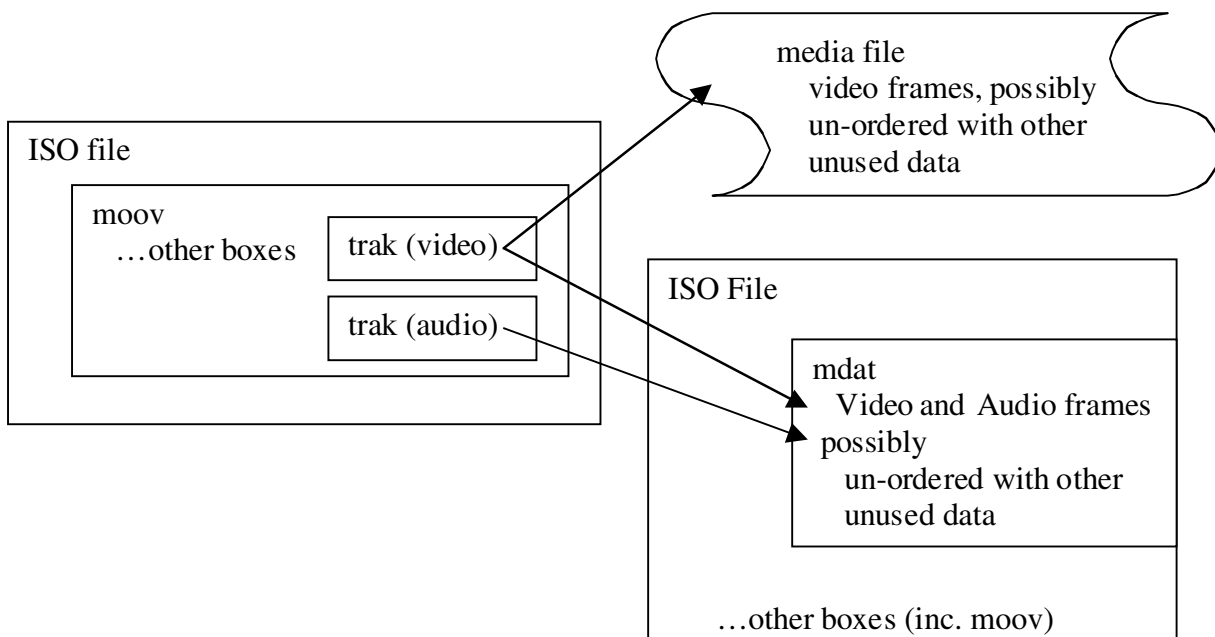 media file
video frames, possibly
un-ordered with other
unused data
ISO file
moov
…other boxes
trak (video)
trak (audio)
ISO File
mdat
Video and Audio frames
possibly
un-ordered with other
unused data
…other boxes (inc. moov)